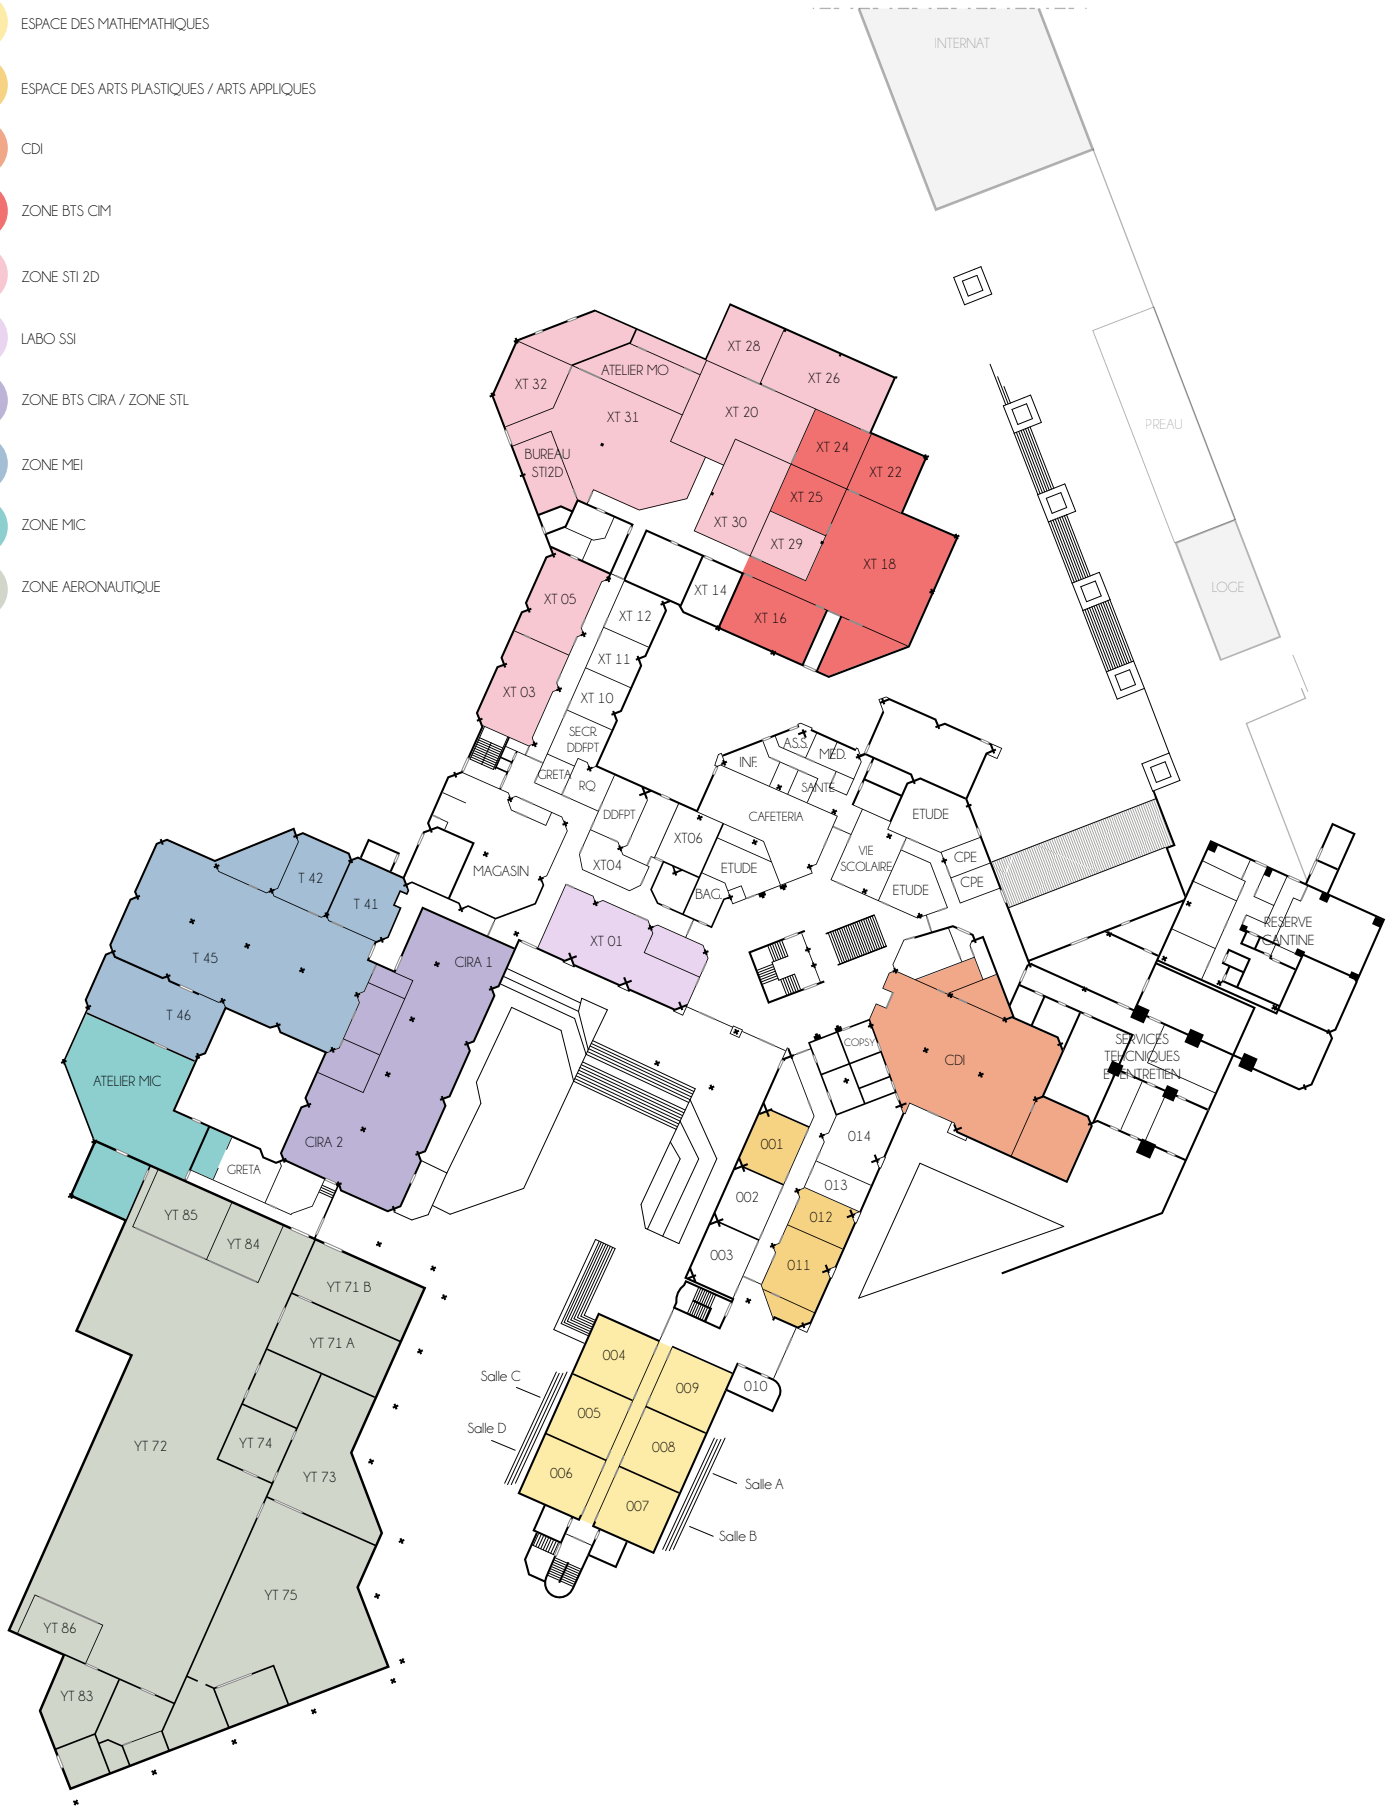 ESPACE DES MATHEMATHIQUES
ESPACE DES ARTS PLASTIQUES / ARTS APPLIQUES
CDI
ZONE BTS CIM
ZONE STI 2D
LABO SSI
ZONE BTS CIRA / ZONE STL
ZONE MEI
ZONE MIC
ZONE AERONAUTIQUE
INTERNAT
PREAU
LOGE
XT 28
XT 26
ATELIER MO
XT 32
XT 31
XT 20
XT 24
XT 22
BUREAU
STI2D
XT 25
XT 30
XT 29
XT 18
XT 14
XT 16
XT 05
XT 12
XT 11
XT 03
XT 10
SECR.
DDFPT
GRETA
RQ
DDFPT
XT04
XT06
MAGASIN
ASS.
MED.
INF.
SANTE
CAFETERIA
ETUDE
BAG.
ETUDE
VIE
SCOLAIRE
ETUDE
CPE
CPE
RESERVE
CANTINE
T 42
T 41
T 45
T 46
CIRA 1
CIRA 2
XT 01
ATELIER MIC
GRETA
COPSY
CDI
SERVICES
TEHCNIQUES
ET ENTRETIEN
001
002
003
014
013
012
011
010
004
005
006
009
008
007
Salle C
Salle D
Salle A
Salle B
YT 85
YT 84
YT 71 B
YT 71 A
YT 72
YT 74
YT 73
YT 75
YT 86
YT 83